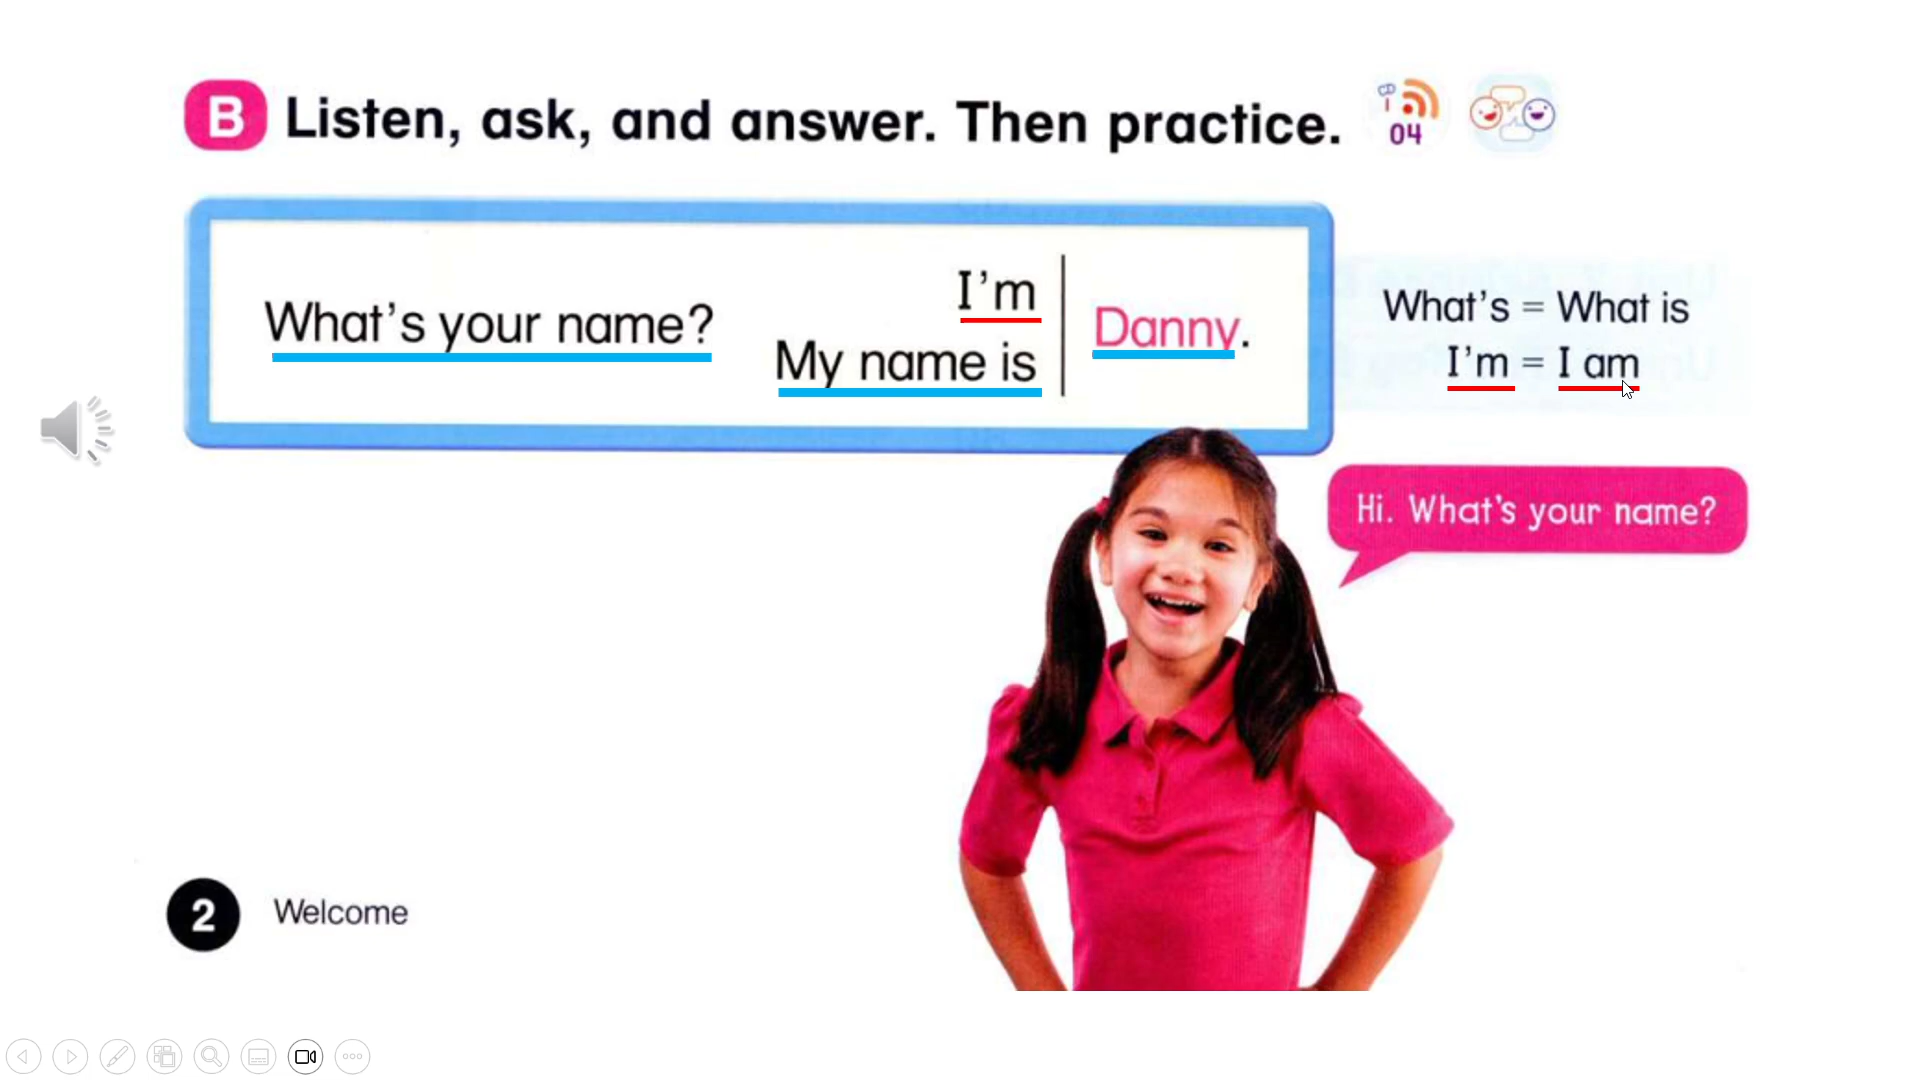 B Listen, ask, and answer. Then practice.
04
What's your name?
I'm
My name is
Danny.
What's = What is
I'm = I am
Hi. What's your name?
2 Welcome